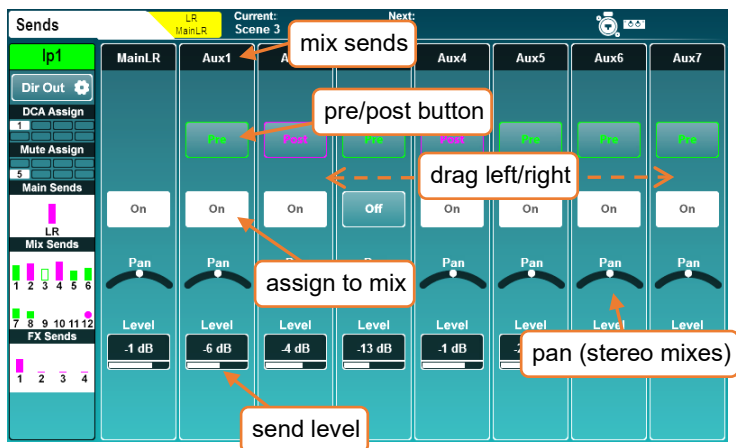 Sends
LR
MainLR
Current:
Scene 3
Next:
mix sends
Ip1
MainLR
Aux1
Aux4
Aux5
Aux6
Aux7
Dir Out
DCA Assign
1
Mute Assign
5
pre/post button
Pre
Post
Pre
Post
Pre
Pre
Pre
drag left/right
Main Sends
LR
On
On
On
Off
On
On
On
On
Mix Sends
1 2 3 4 5 6
7 8 9 10 11 12
Pan
Pan
Pan
Pan
Pan
Pan
assign to mix
FX Sends
1 2 3 4
Level
Level
Level
Level
Level
Level
Level
Level
-1 dB
-6 dB
-4 dB
-13 dB
-1 dB
pan (stereo mixes)
send level